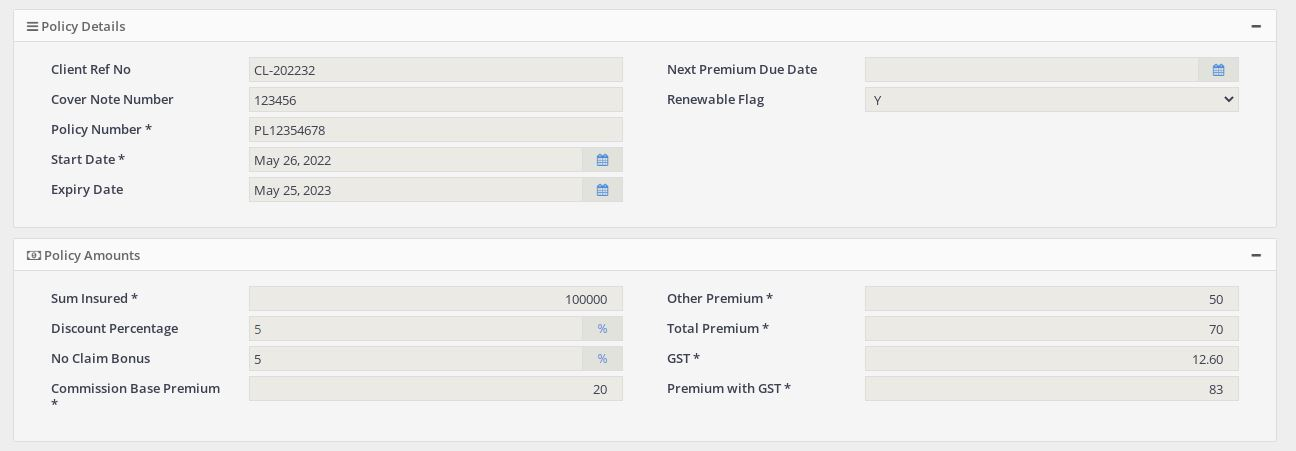 Policy Details
Client Ref No CL-202232
Cover Note Number 123456
Policy Number * PL12354678
Start Date * May 26, 2022
Expiry Date May 25, 2023
Next Premium Due Date
Renewable Flag Y
Policy Amounts
Sum Insured * 100000
Discount Percentage 5 %
No Claim Bonus 5 %
Commission Base Premium 20
*
Other Premium * 50
Total Premium * 70
GST * 12.60
Premium with GST * 83